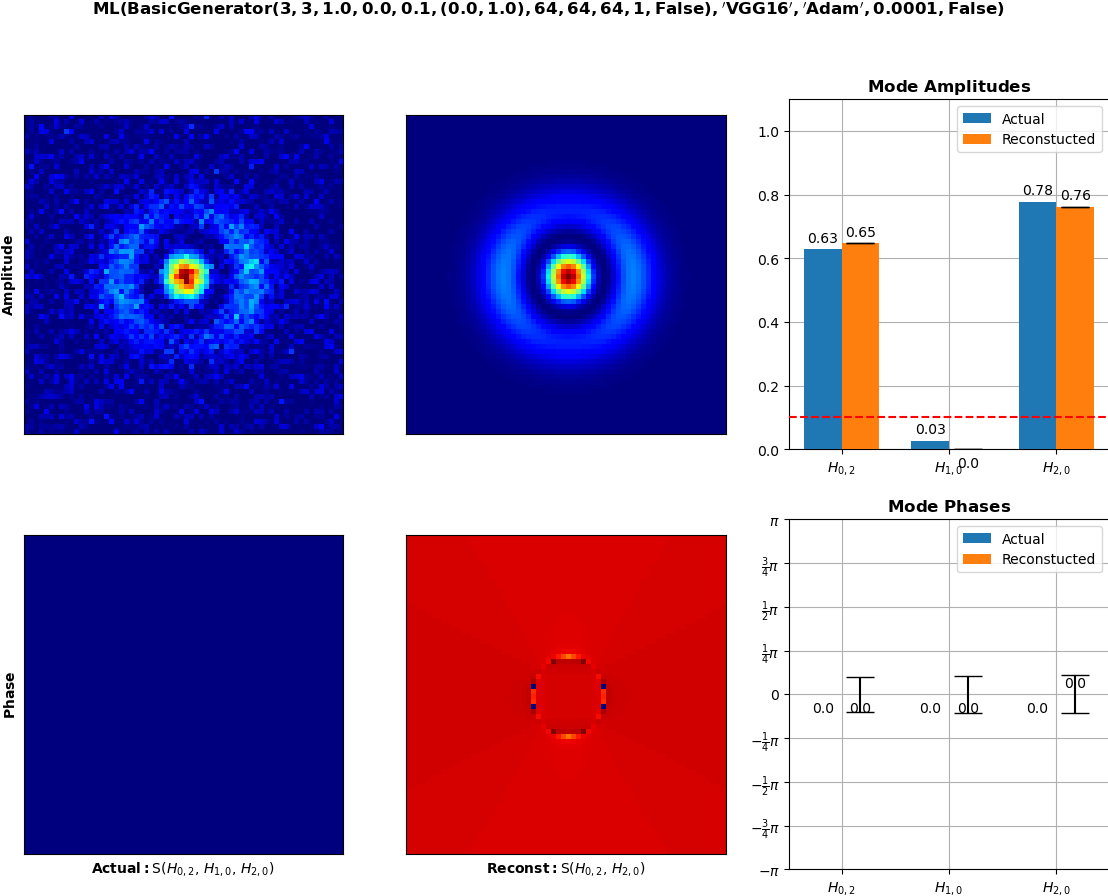 ML(BasicGenerator(3, 3, 1.0, 0.0, 0.1, (0.0, 1.0), 64, 64, 64, 1, False), 'VGG16', 'Adam', 0.0001, False)
Amplitude
Mode Amplitudes
Actual
Reconstucted
1.0
0.8
0.6
0.4
0.2
0.0
0.63
0.65
0.03
0.0
0.78
0.76
H0,2
H1,0
H2,0
Phase
Actual: S(H0,2, H1,0, H2,0)
Reconst: S(H0,2, H2,0)
Mode Phases
Actual
Reconstucted
π
3/4π
1/2π
1/4π
0
−1/4π
−1/2π
−3/4π
−π
0.0
0.0
0.0
0.0
0.0
0.0
H0,2
H1,0
H2,0